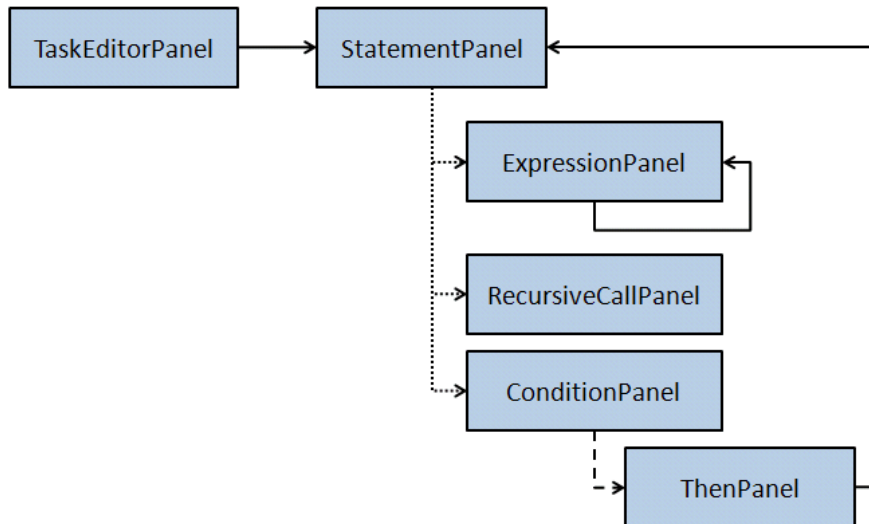 TaskEditorPanel
StatementPanel
ExpressionPanel
RecursiveCallPanel
ConditionPanel
ThenPanel